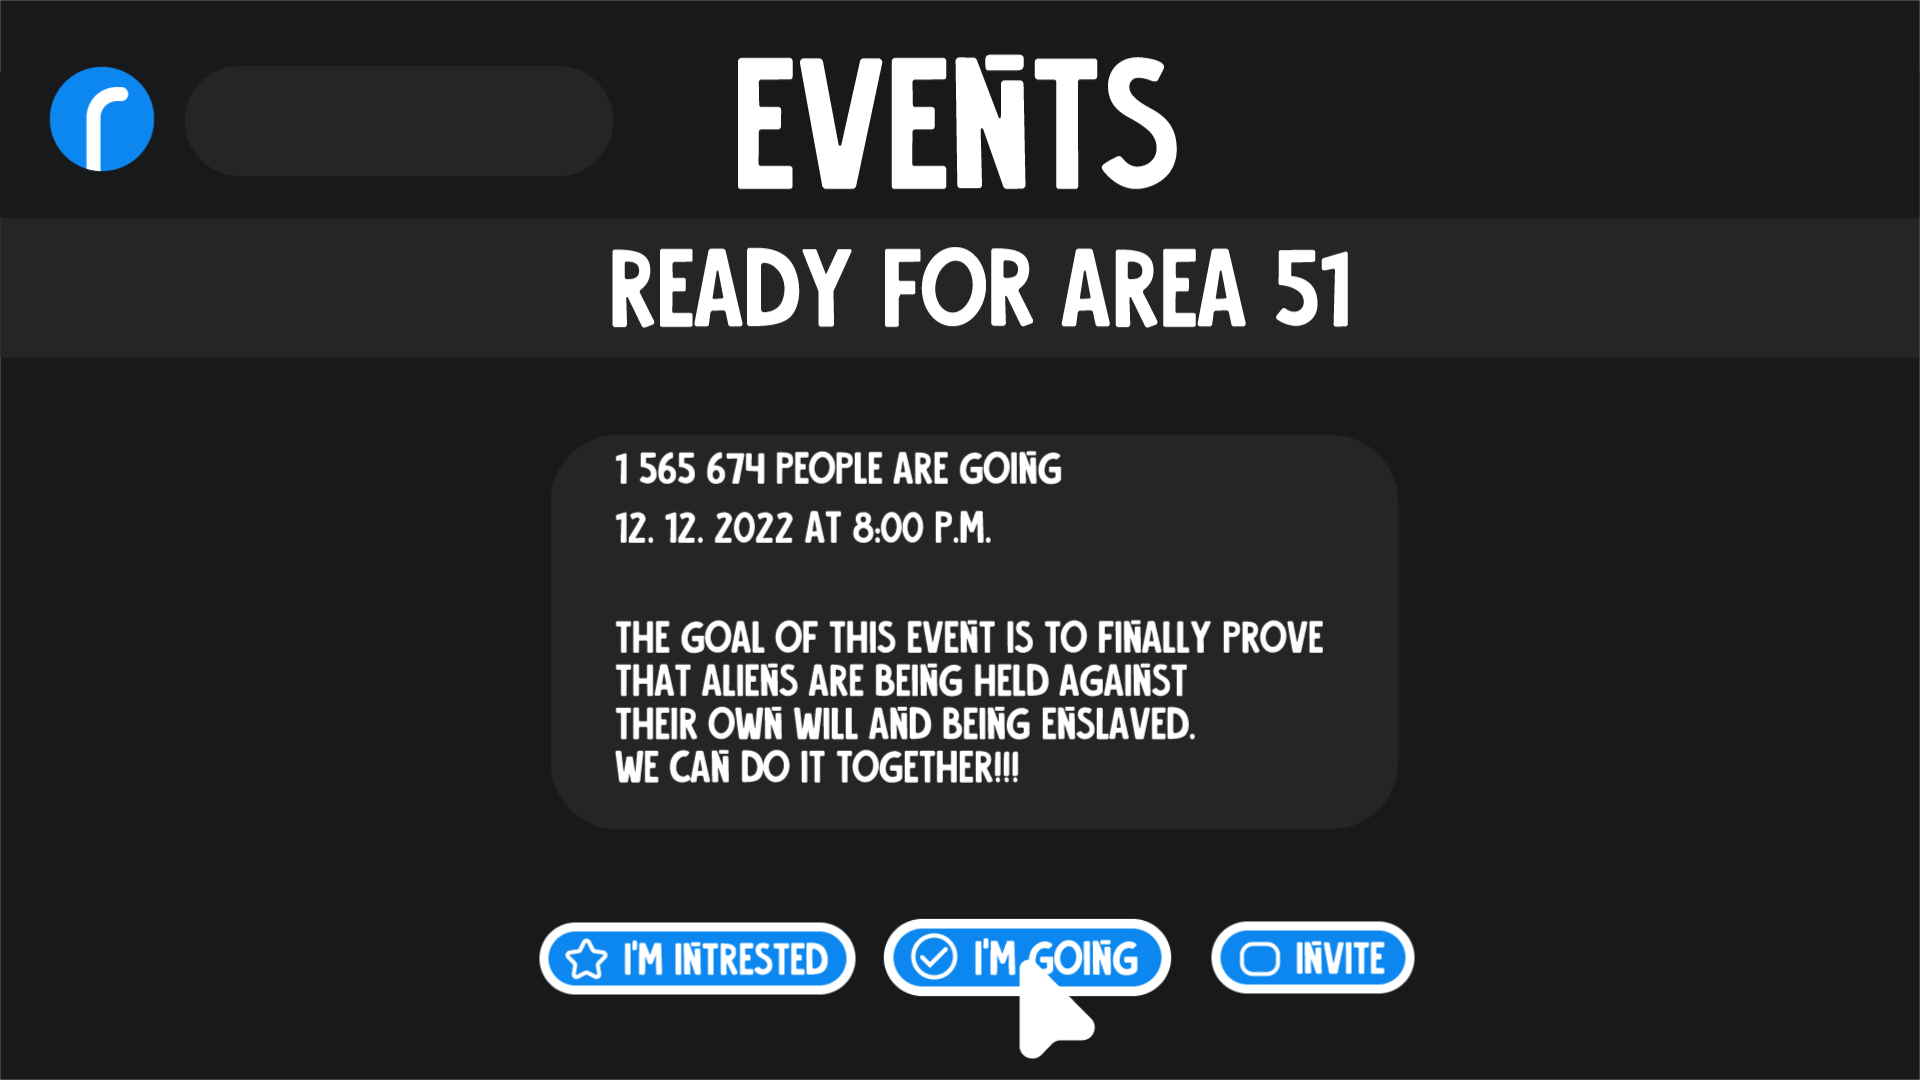 r
EVENTS
READY FOR AREA 51
1 565 674 PEOPLE ARE GOING
12. 12. 2022 AT 8:00 P.M.
THE GOAL OF THIS EVENT IS TO FINALLY PROVE
THAT ALIENS ARE BEING HELD AGAINST
THEIR OWN WILL AND BEING ENSLAVED.
WE CAN DO IT TOGETHER!!!
I'M INTRESTED
I'M GOING
INVITE